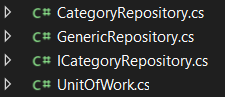 C# CategoryRepository.cs
C# GenericRepository.cs
C# ICategoryRepository.cs
C# UnitOfWork.cs